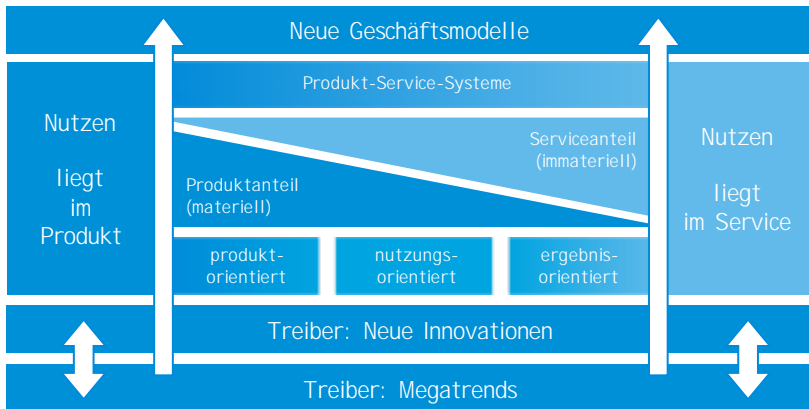 Neue Geschäftsmodelle
Produkt-Service-Systeme
Nutzen
liegt
im
Produkt
Serviceanteil
(immateriell)
Produktanteil
(materiell)
Nutzen
liegt
im Service
produkt-
orientiert
nutzungs-
orientiert
ergebnis-
orientiert
Treiber: Neue Innovationen
Treiber: Megatrends